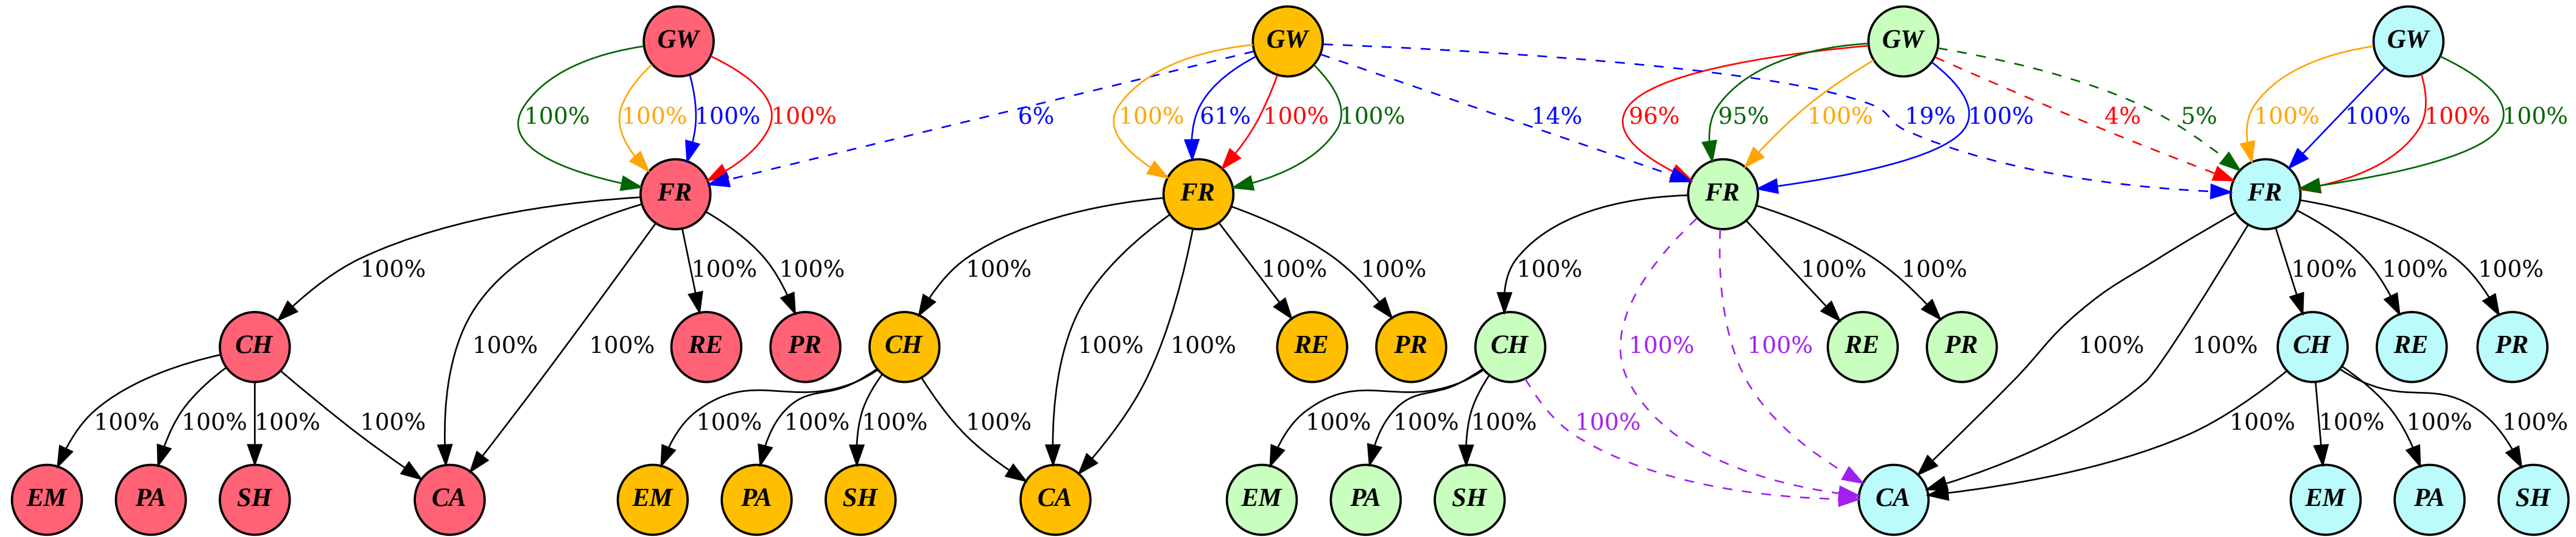 GW GW GW GW
100% 100% 100% 100% 6% 100% 61% 100% 100% 14% 96% 95% 100% 19% 100% 4% 5% 100% 100% 100% 100%
FR FR FR FR
100% 100% 100% 100% 100% 100% 100% 100% 100% 100% 100% 100%
CH RE PR CH RE PR CH RE PR CH RE PR
100% 100% 100% 100% 100% 100% 100% 100%
100% 100% 100% 100% 100% 100% 100% 100% 100% 100% 100% 100% 100% 100% 100% 100%
EM PA SH CA EM PA SH CA EM PA SH CA EM PA SH